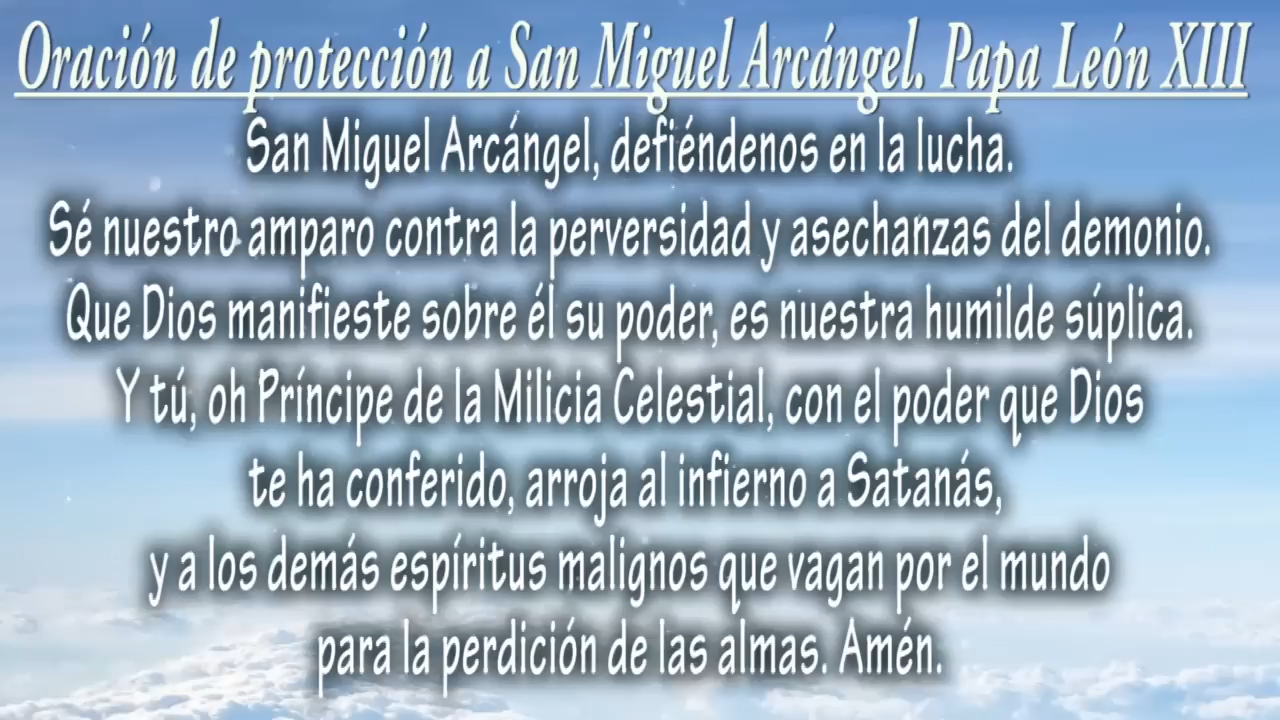 Oración de protección a San Miguel Arcángel. Papa León XIII
San Miguel Arcángel, defiéndenos en la lucha.
Sé nuestro amparo contra la perversidad y asechanzas del demonio.
Que Dios manifieste sobre él su poder, es nuestra humilde súplica.
Y tú, oh Príncipe de la Milicia Celestial, con el poder que Dios
te ha conferido, arroja al infierno a Satanás,
y a los demás espíritus malignos que vagan por el mundo
para la perdición de las almas. Amén.